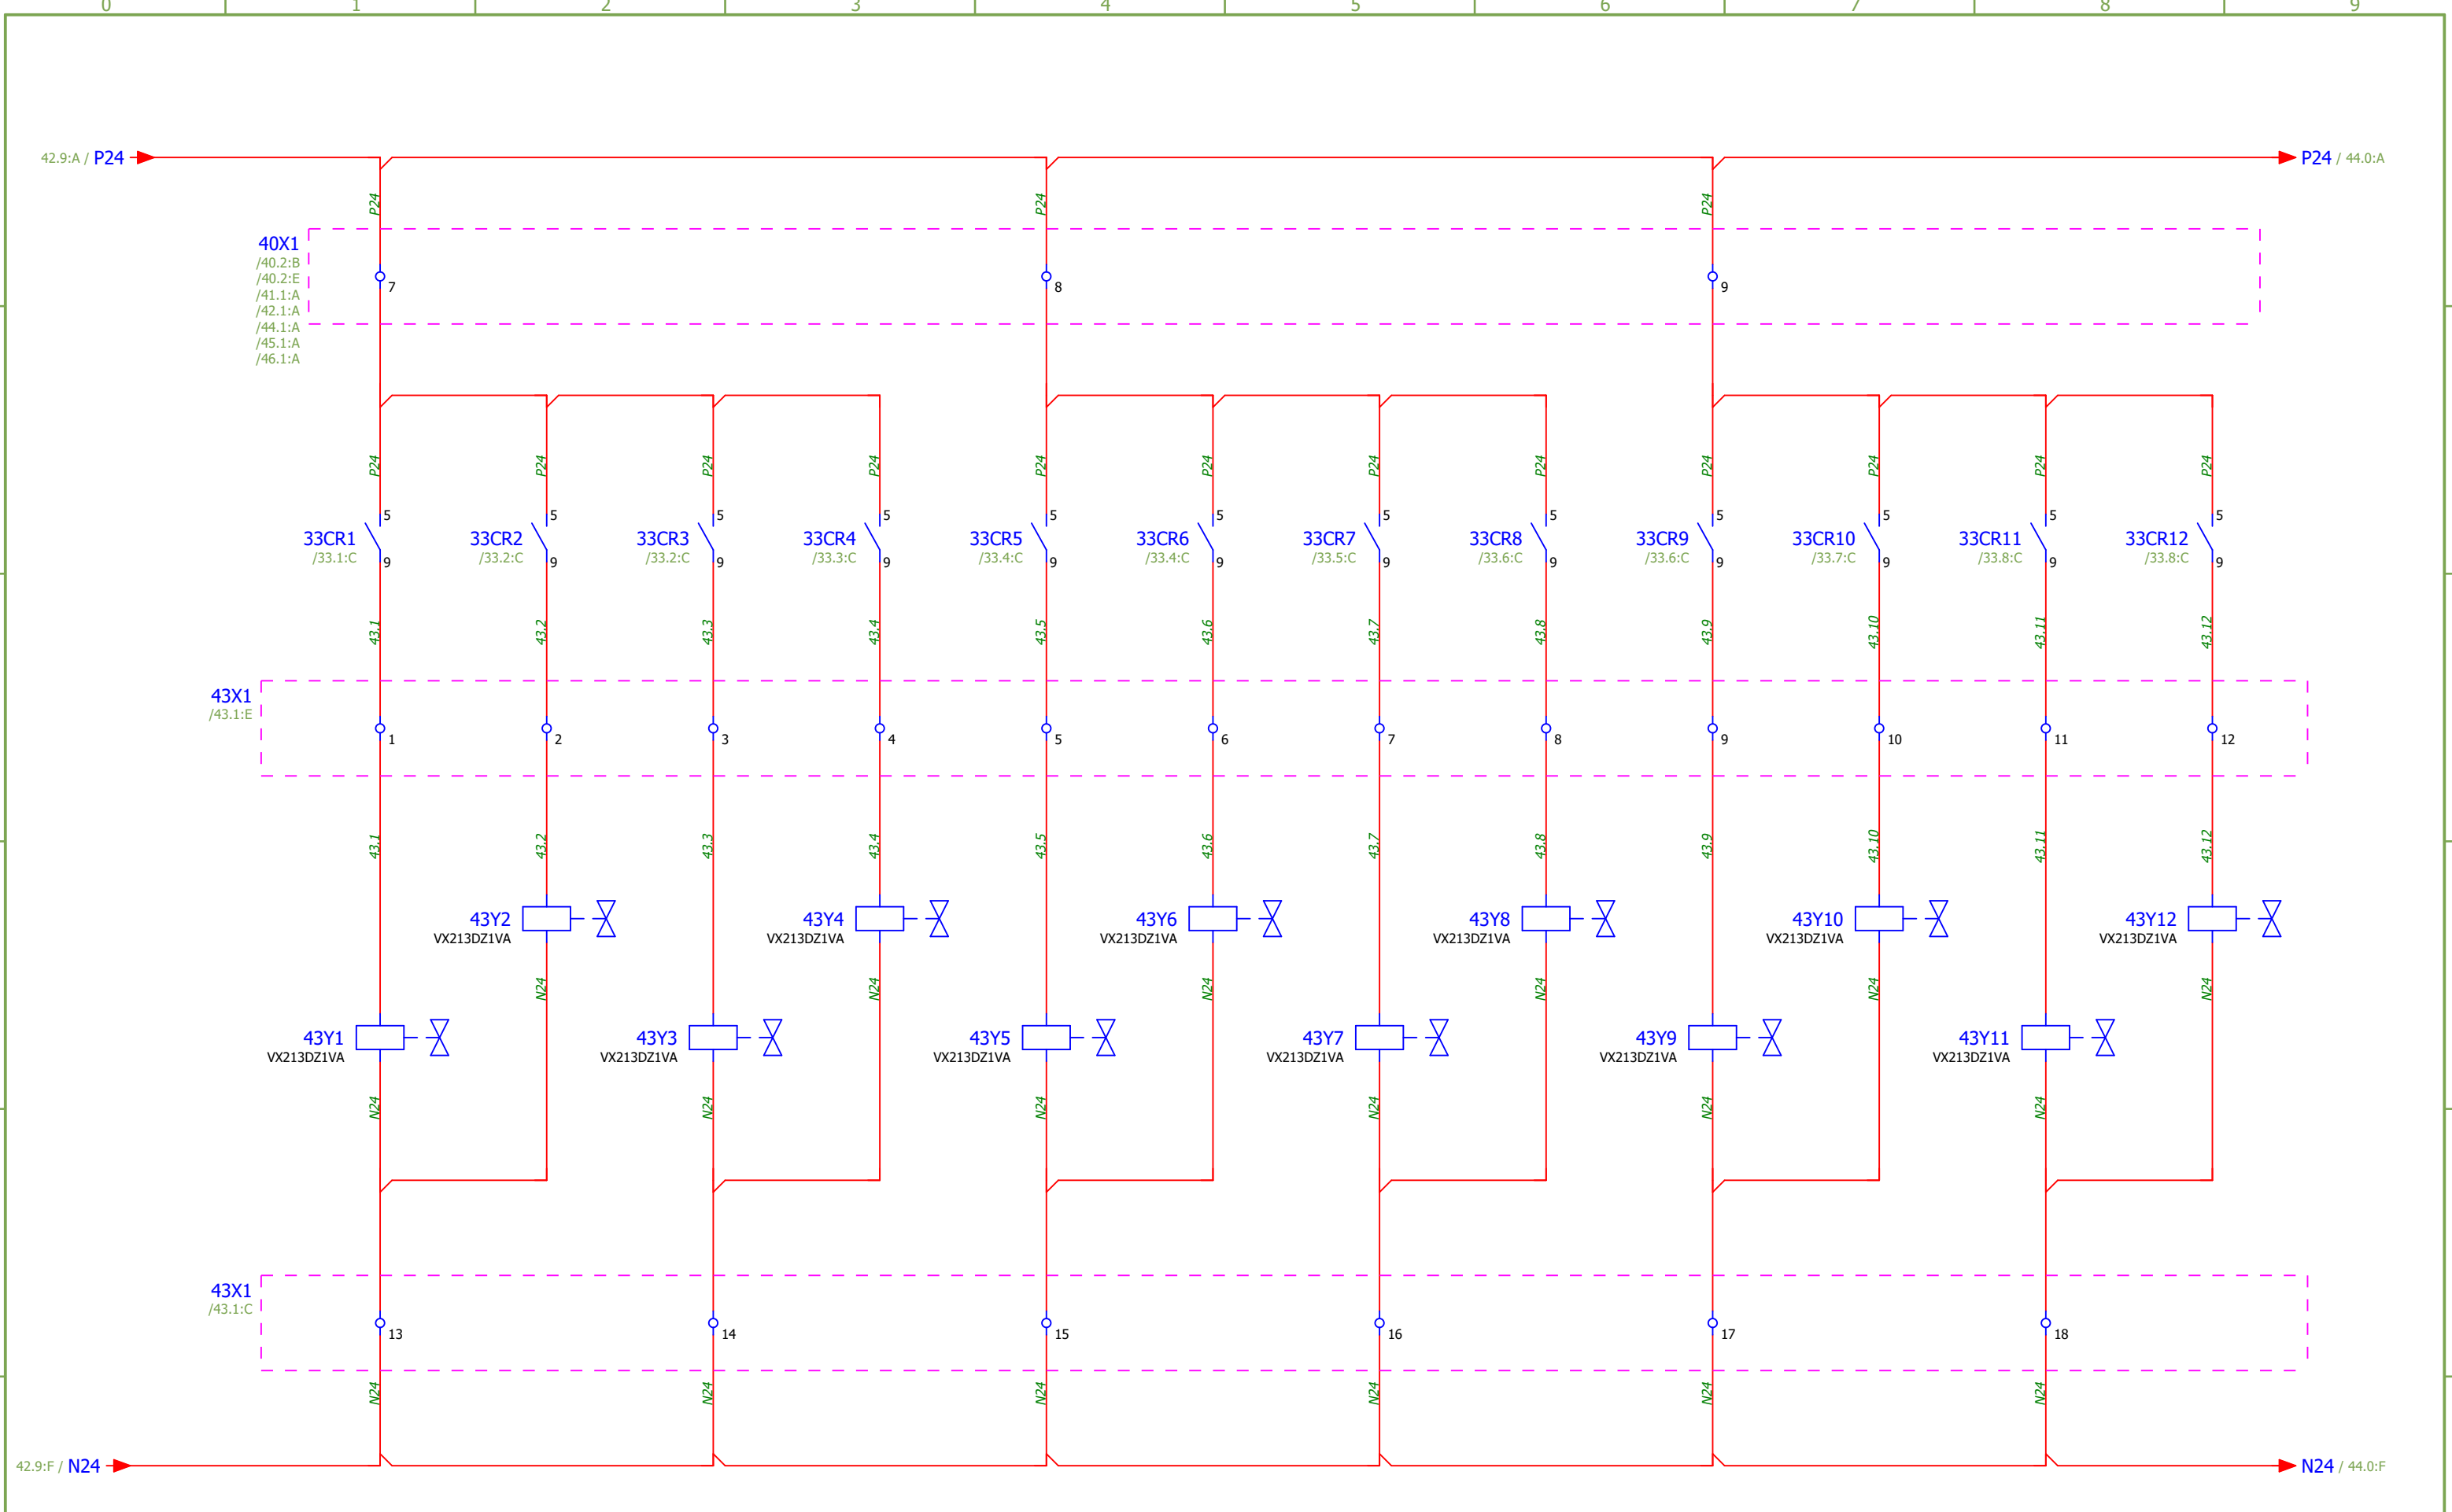 0 1 2 3 4 5 6 7 8 9
42.9:A / P24
P24 / 44.0:A
P24 P24 P24
40X1
/40.2:B
/40.2:E
/41.1:A
/42.1:A
/44.1:A
/45.1:A
/46.1:A
7 8 9
P24 P24 P24 P24 P24 P24 P24 P24 P24 P24 P24 P24
5 5 5 5 5 5 5 5 5 5 5 5
33CR1 33CR2 33CR3 33CR4 33CR5 33CR6 33CR7 33CR8 33CR9 33CR10 33CR11 33CR12
/33.1:C /33.2:C /33.2:C /33.3:C /33.4:C /33.4:C /33.5:C /33.6:C /33.6:C /33.7:C /33.8:C /33.8:C
9 9 9 9 9 9 9 9 9 9 9 9
43.1 43.2 43.3 43.4 43.5 43.6 43.7 43.8 43.9 43.10 43.11 43.12
43X1
/43.1:E
1 2 3 4 5 6 7 8 9 10 11 12
43.1 43.2 43.3 43.4 43.5 43.6 43.7 43.8 43.9 43.10 43.11 43.12
43Y2 43Y4 43Y6 43Y8 43Y10 43Y12
VX213DZ1VA VX213DZ1VA VX213DZ1VA VX213DZ1VA VX213DZ1VA VX213DZ1VA
N24 N24 N24 N24 N24 N24
43Y1 43Y3 43Y5 43Y7 43Y9 43Y11
VX213DZ1VA VX213DZ1VA VX213DZ1VA VX213DZ1VA VX213DZ1VA VX213DZ1VA
N24 N24 N24 N24 N24 N24
43X1
/43.1:C
13 14 15 16 17 18
N24 N24 N24 N24 N24 N24
42.9:F / N24
N24 / 44.0:F